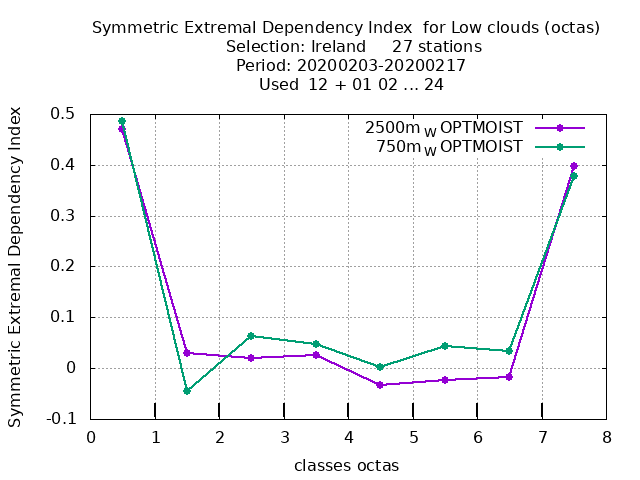 Symmetric Extremal Dependency Index  for Low clouds (octas)
Selection: Ireland     27 stations
Period: 20200203-20200217
Used  12 + 01 02 ... 24
Symmetric Extremal Dependency Index
0.5
0.4
0.3
0.2
0.1
0
-0.1
2500m_W OPTMOIST
750m_W OPTMOIST
0 1 2 3 4 5 6 7 8
classes octas